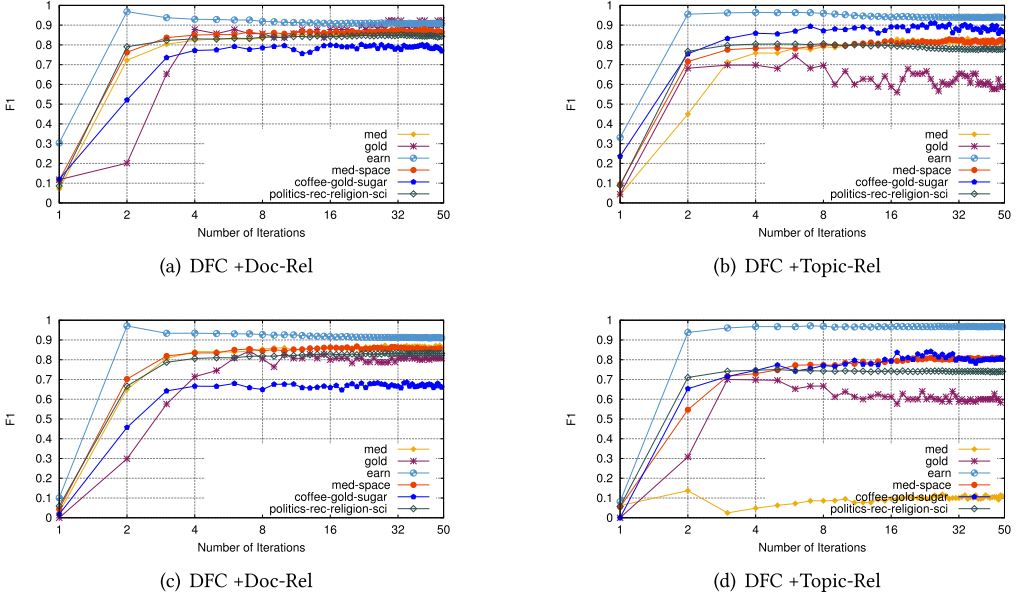 1
0.9
0.8
0.7
0.6
0.5
0.4
0.3
0.2
0.1
0
F1
med
gold
earn
med-space
coffee-gold-sugar
politics-rec-religion-sci
1 2 4 8 16 32 50
Number of Iterations
(a) DFC +Doc-Rel
1
0.9
0.8
0.7
0.6
0.5
0.4
0.3
0.2
0.1
0
F1
med
gold
earn
med-space
coffee-gold-sugar
politics-rec-religion-sci
1 2 4 8 16 32 50
Number of Iterations
(b) DFC +Topic-Rel
1
0.9
0.8
0.7
0.6
0.5
0.4
0.3
0.2
0.1
0
F1
med
gold
earn
med-space
coffee-gold-sugar
politics-rec-religion-sci
1 2 4 8 16 32 50
Number of Iterations
(c) DFC +Doc-Rel
1
0.9
0.8
0.7
0.6
0.5
0.4
0.3
0.2
0.1
0
F1
med
gold
earn
med-space
coffee-gold-sugar
politics-rec-religion-sci
1 2 4 8 16 32 50
Number of Iterations
(d) DFC +Topic-Rel